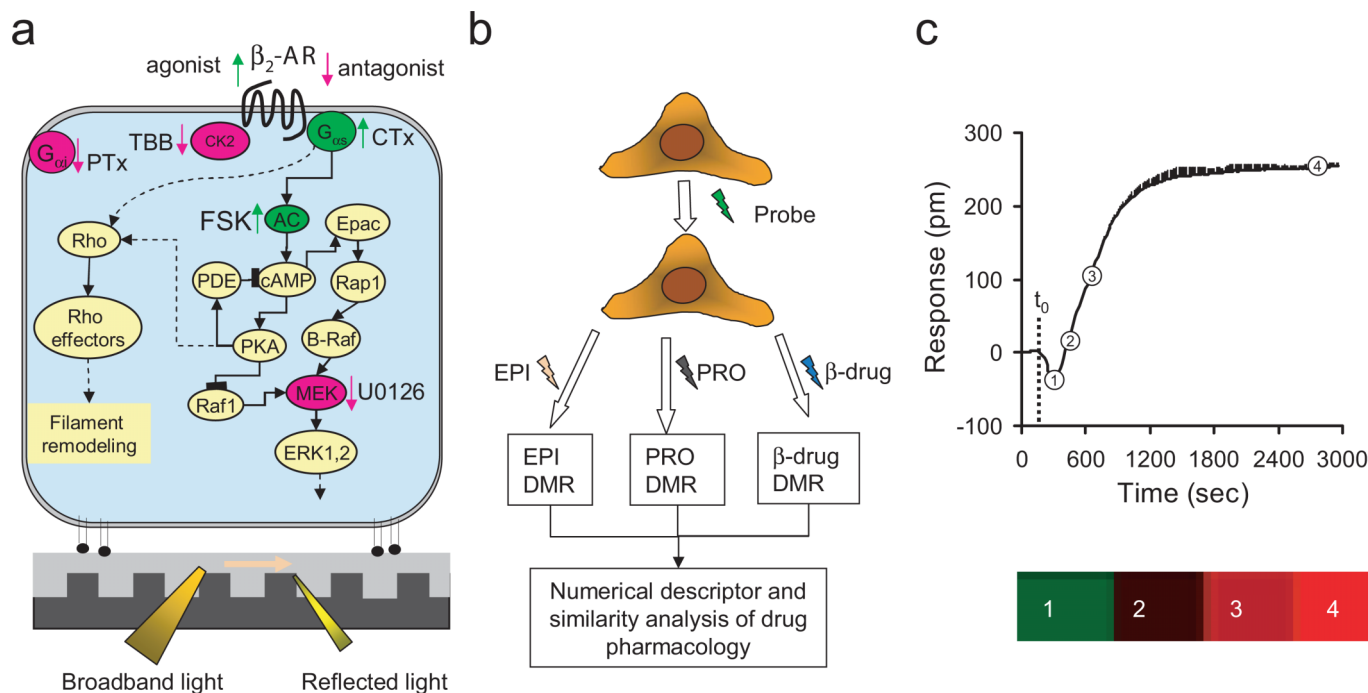 a
agonist β₂-AR antagonist
Gαi PTx
TBB CK2
Gαs CTx
FSK AC
Epac
Rho
PDE cAMP Rap1
Rho
effectors
PKA B-Raf
Raf1 MEK U0126
Filament
remodeling
ERK1,2
Broadband light Reflected light
b
Probe
EPI PRO β-drug
EPI
DMR
PRO
DMR
β-drug
DMR
Numerical descriptor and
similarity analysis of drug
pharmacology
c
Response (pm)
300
200
100
0
-100
t₀
1
2
3
4
0 600 1200 1800 2400 3000
Time (sec)
1 2 3 4